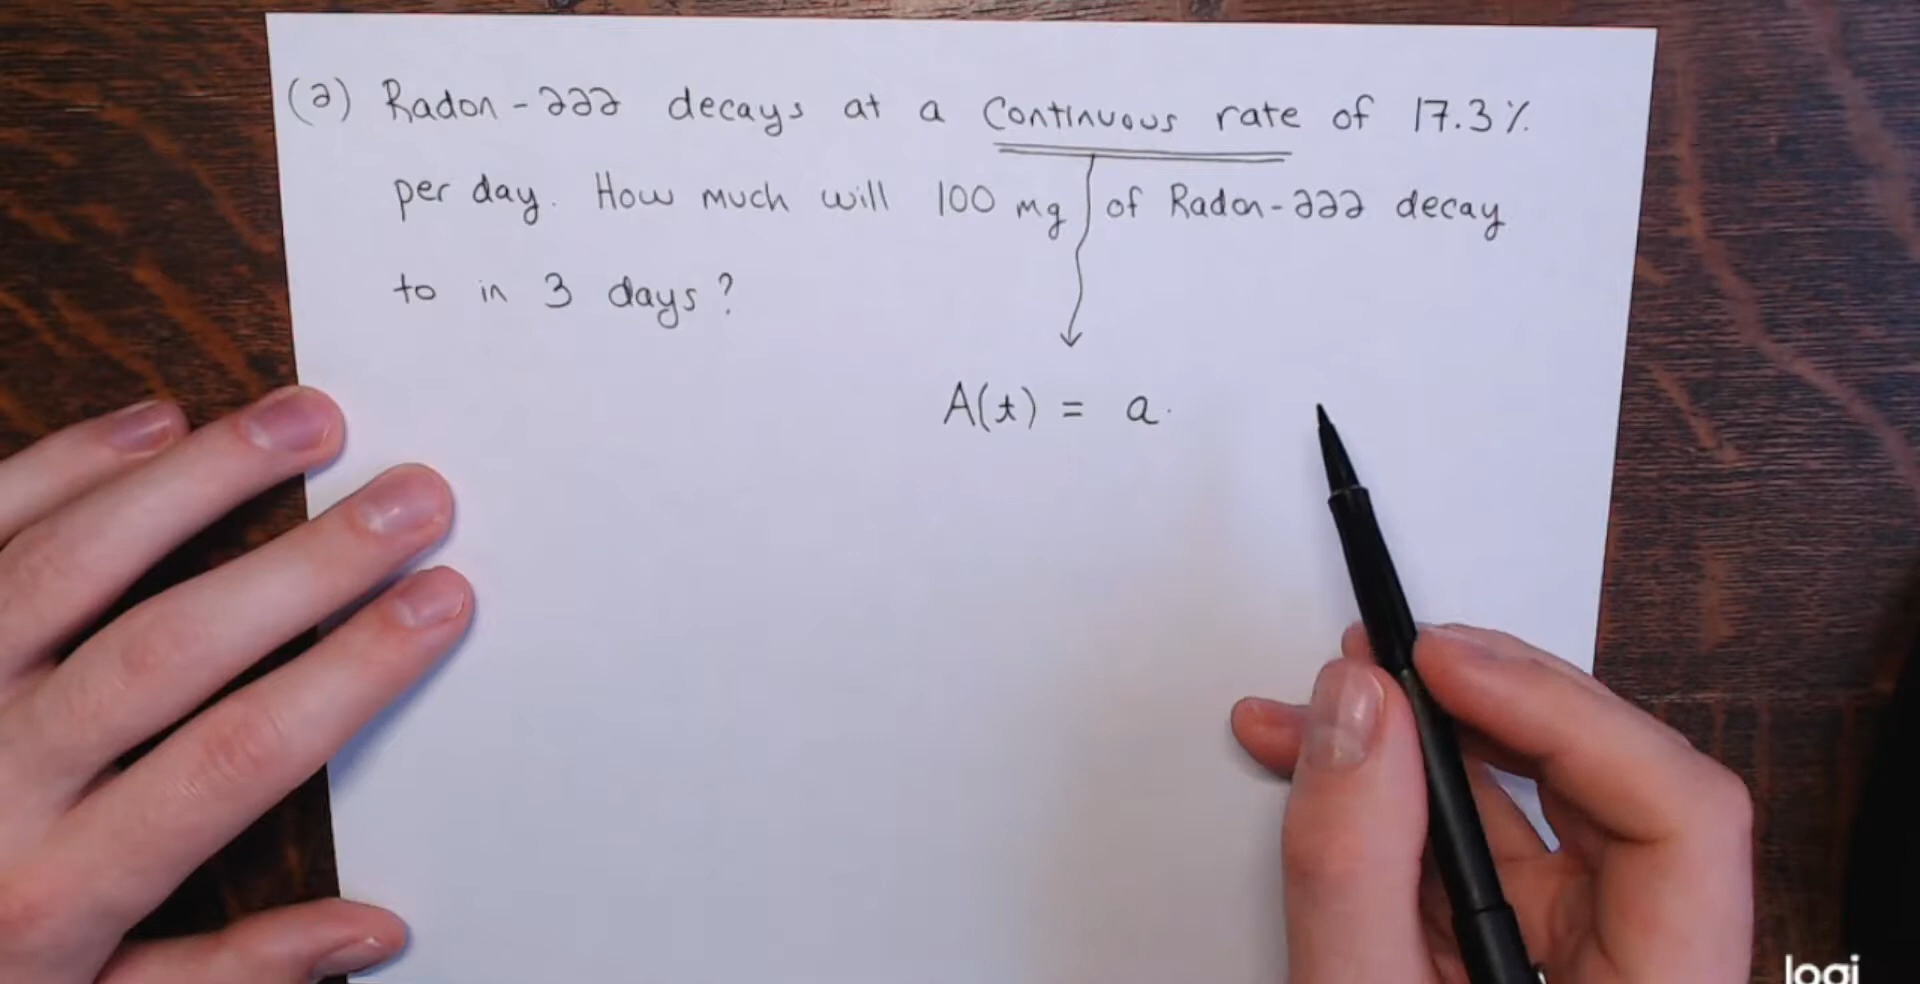 (a) Radon-222 decays at a continuous rate of 17.3%
per day. How much will 100 mg of Radon-222 decay
to in 3 days?
A(t) = a.
logi